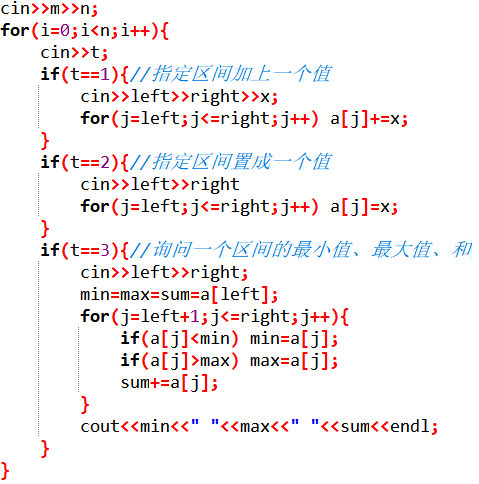 cin>>m>>n;
for(i=0;i<n;i++){
cin>>t;
if(t==1){//指定区间加上一个值
cin>>left>>right>>x;
for(j=left;j<=right;j++) a[j]+=x;
}
if(t==2){//指定区间置成一个值
cin>>left>>right
for(j=left;j<=right;j++) a[j]=x;
}
if(t==3){//询问一个区间的最小值、最大值、和
cin>>left>>right;
min=max=sum=a[left];
for(j=left+1;j<=right;j++){
if(a[j]<min) min=a[j];
if(a[j]>max) max=a[j];
sum+=a[j];
}
cout<<min<<" "<<max<<" "<<sum<<endl;
}
}